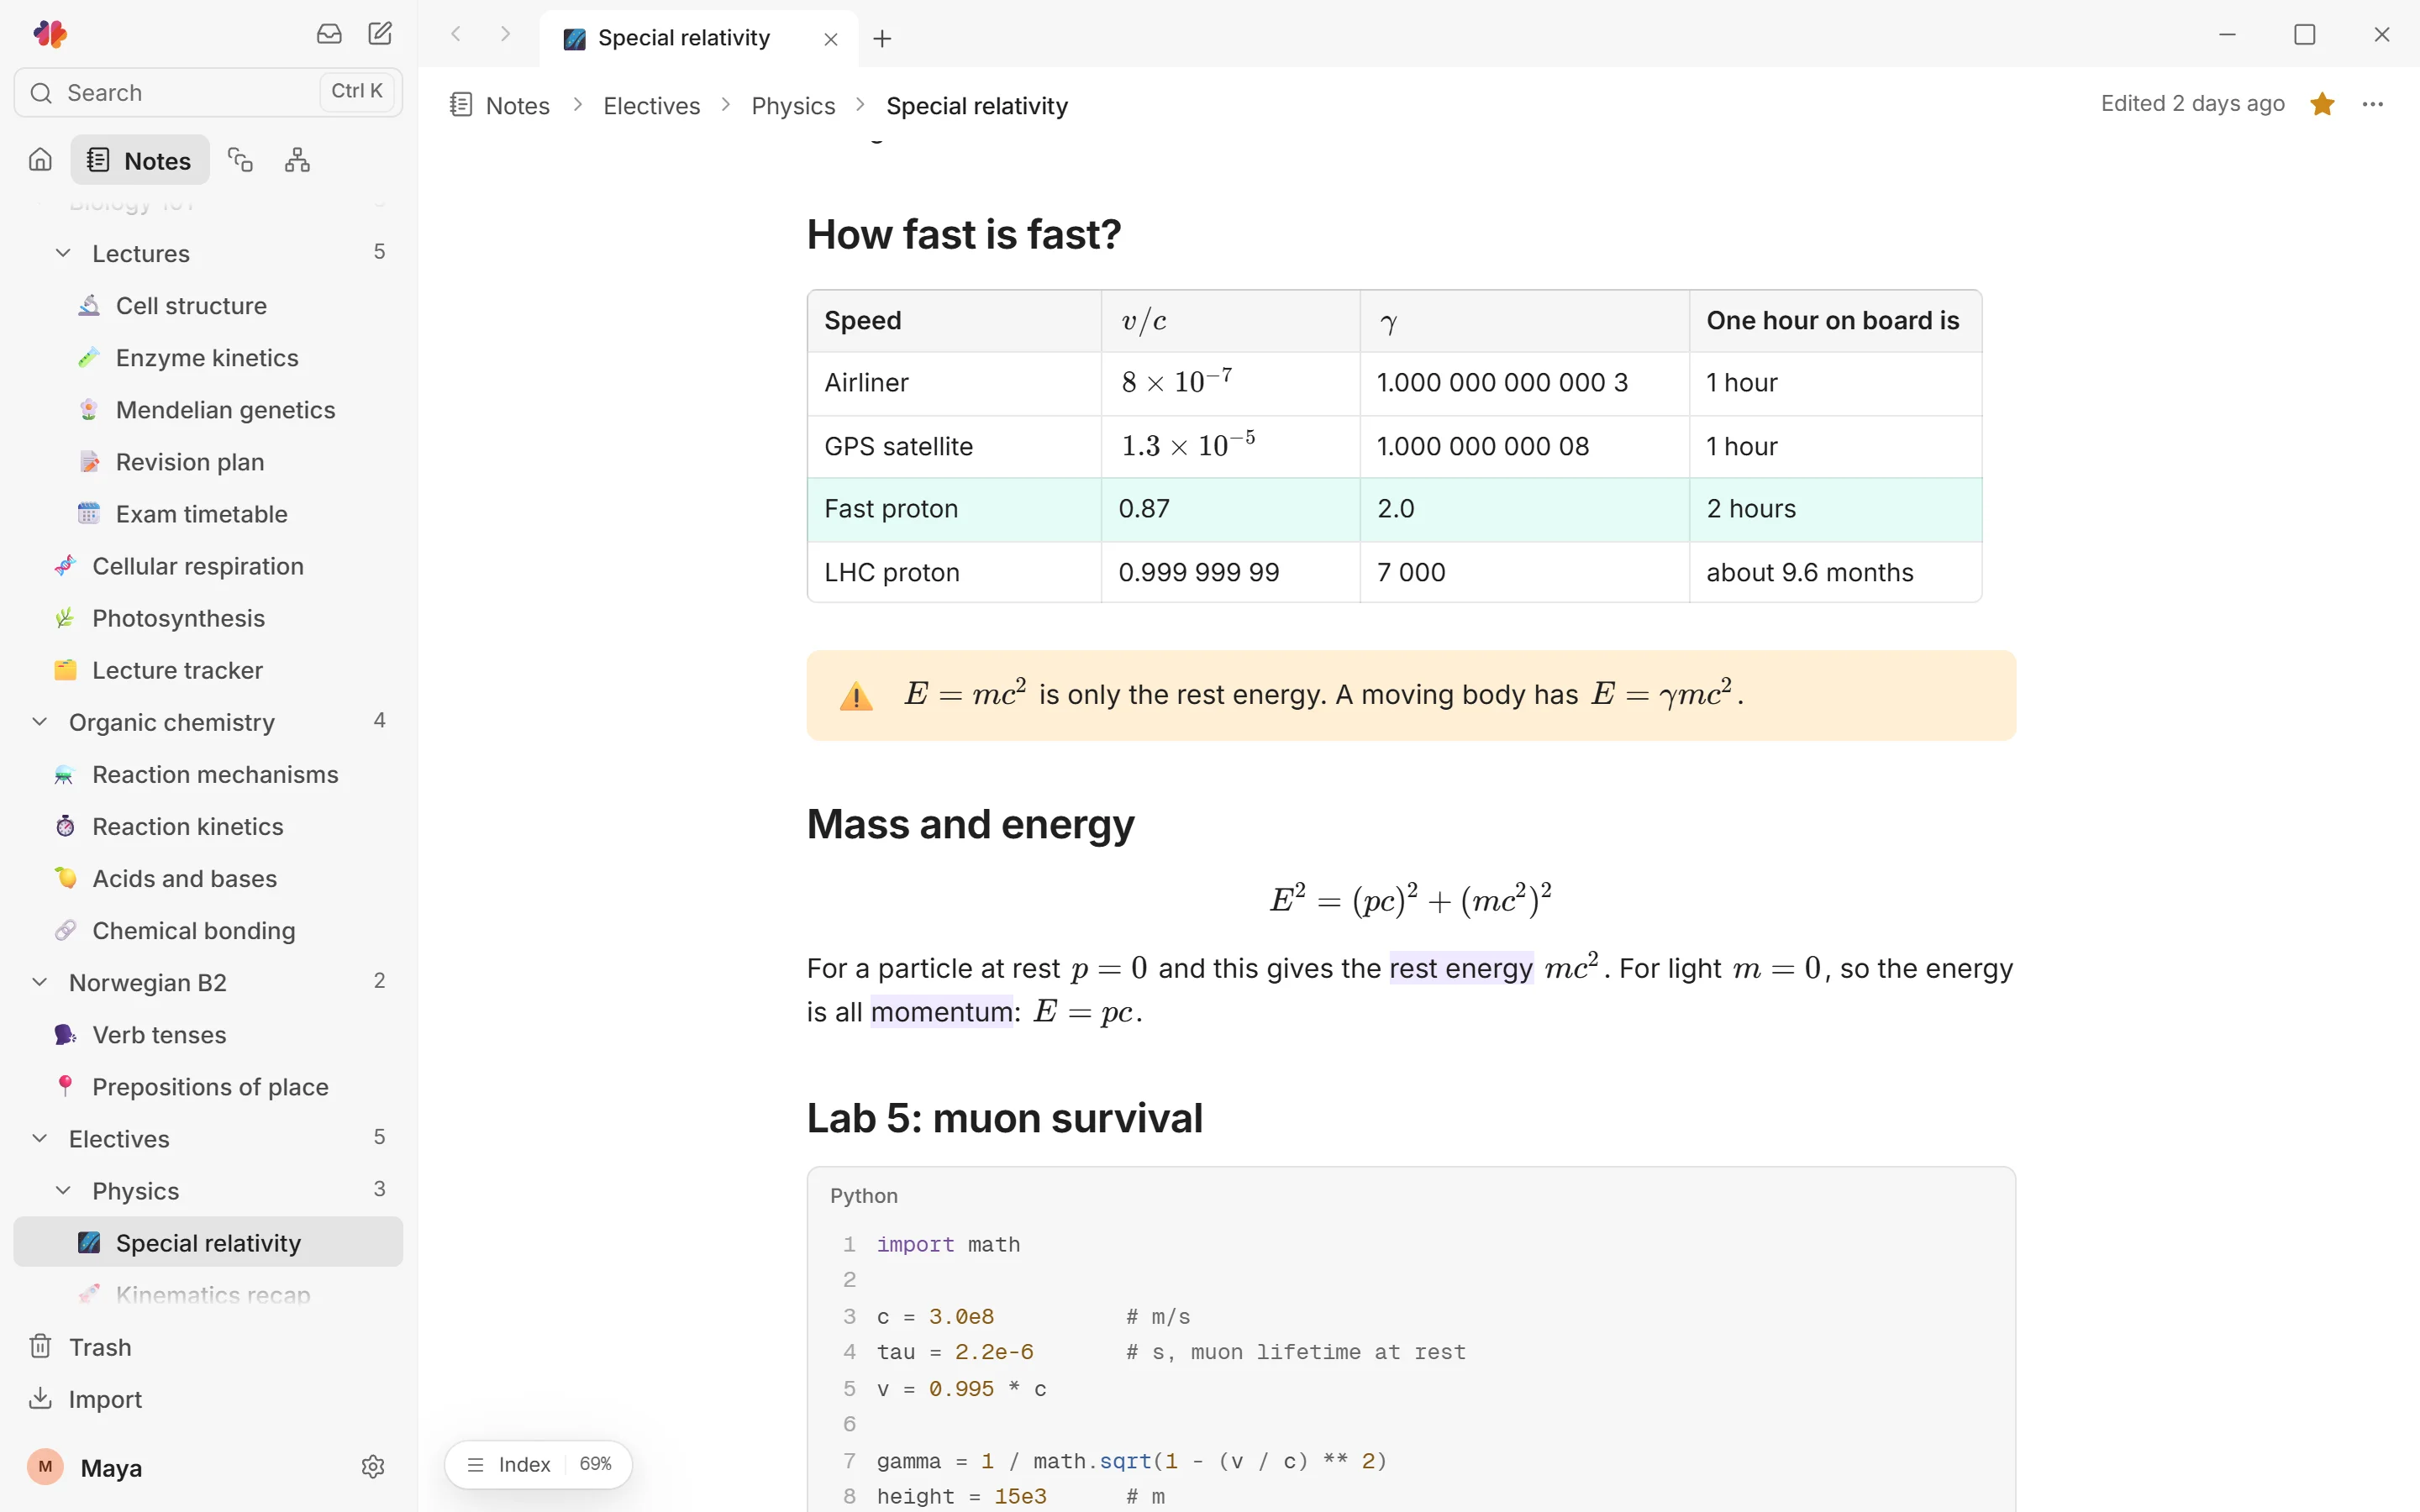 Special relativity
Search
Ctrl K
Notes
Notes
Electives
Physics
Special relativity
Edited 2 days ago
Lectures
5
Cell structure
Enzyme kinetics
Mendelian genetics
Revision plan
Exam timetable
Cellular respiration
Photosynthesis
Lecture tracker
Organic chemistry
4
Reaction mechanisms
Reaction kinetics
Acids and bases
Chemical bonding
Norwegian B2
2
Verb tenses
Prepositions of place
Electives
5
Physics
3
Special relativity
Kinematics recap
Trash
Import
M
Maya
Index
69%
How fast is fast?
Speed v/c γ One hour on board is
Airliner 8 × 10⁻⁷ 1.000 000 000 000 3 1 hour
GPS satellite 1.3 × 10⁻⁵ 1.000 000 000 08 1 hour
Fast proton 0.87 2.0 2 hours
LHC proton 0.999 999 99 7 000 about 9.6 months
⚠️ E = mc² is only the rest energy. A moving body has E = γmc².
Mass and energy
E² = (pc)² + (mc²)²
For a particle at rest p = 0 and this gives the rest energy mc². For light m = 0, so the energy
is all momentum: E = pc.
Lab 5: muon survival
Python
1 import math
2
3 c = 3.0e8 # m/s
4 tau = 2.2e-6 # s, muon lifetime at rest
5 v = 0.995 * c
6
7 gamma = 1 / math.sqrt(1 - (v / c) ** 2)
8 height = 15e3 # m